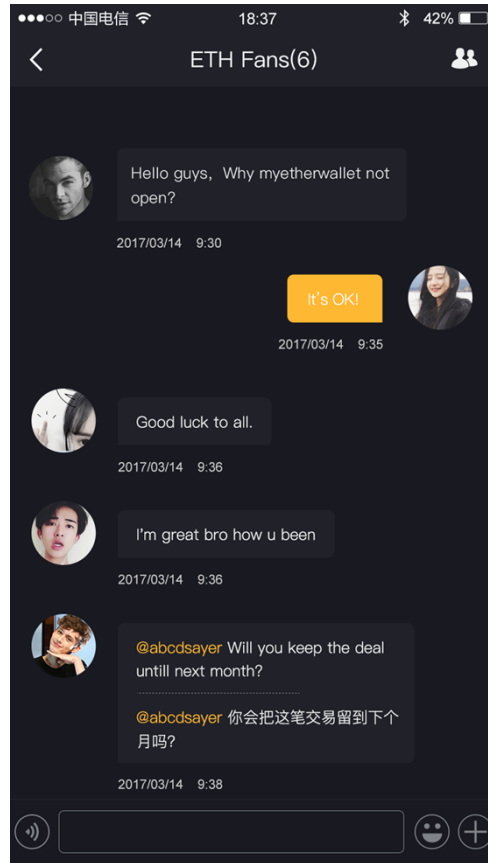 中国电信 18:37 42%
ETH Fans(6)
Hello guys, Why myetherwallet not
open?
2017/03/14 9:30
It's OK!
2017/03/14 9:35
Good luck to all.
2017/03/14 9:36
I'm great bro how u been
2017/03/14 9:36
@abcdsayer Will you keep the deal
untill next month?
@abcdsayer 你会把这笔交易留到下个
月吗?
2017/03/14 9:38